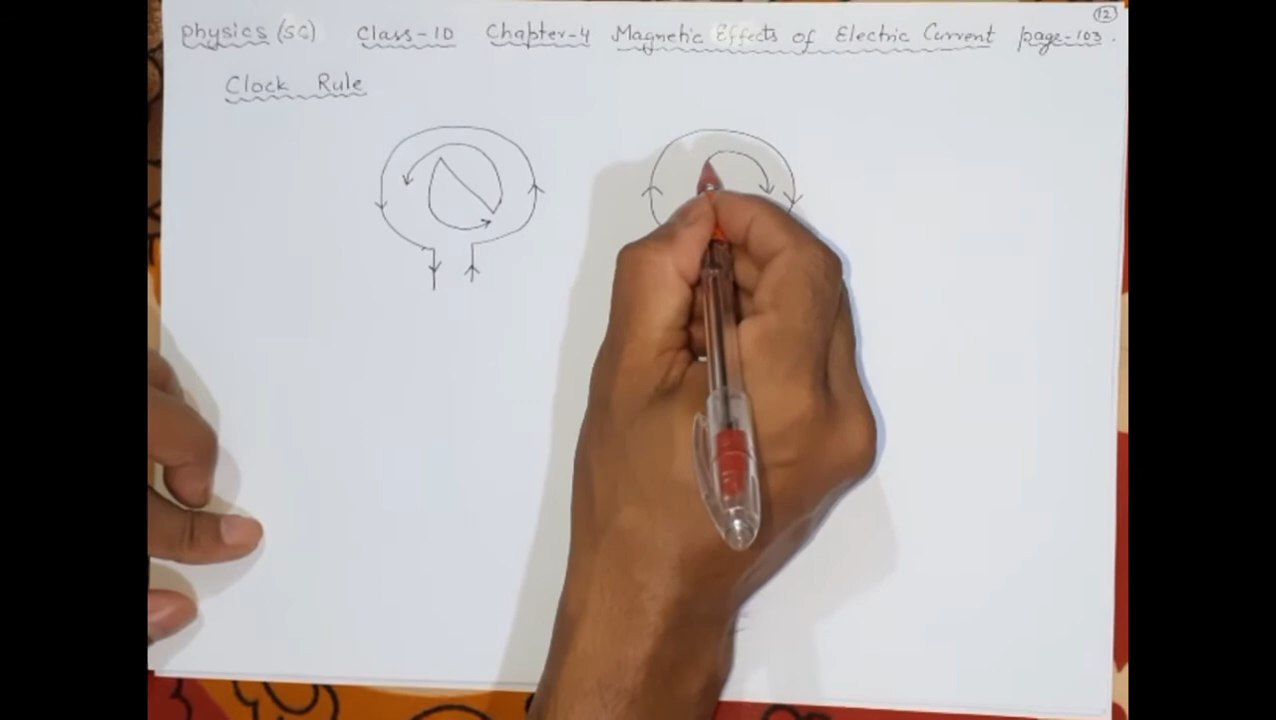 12
Physics (SC) Class-10 Chapter-4 Magnetic Effects of Electric Current page-103.
Clock Rule
N